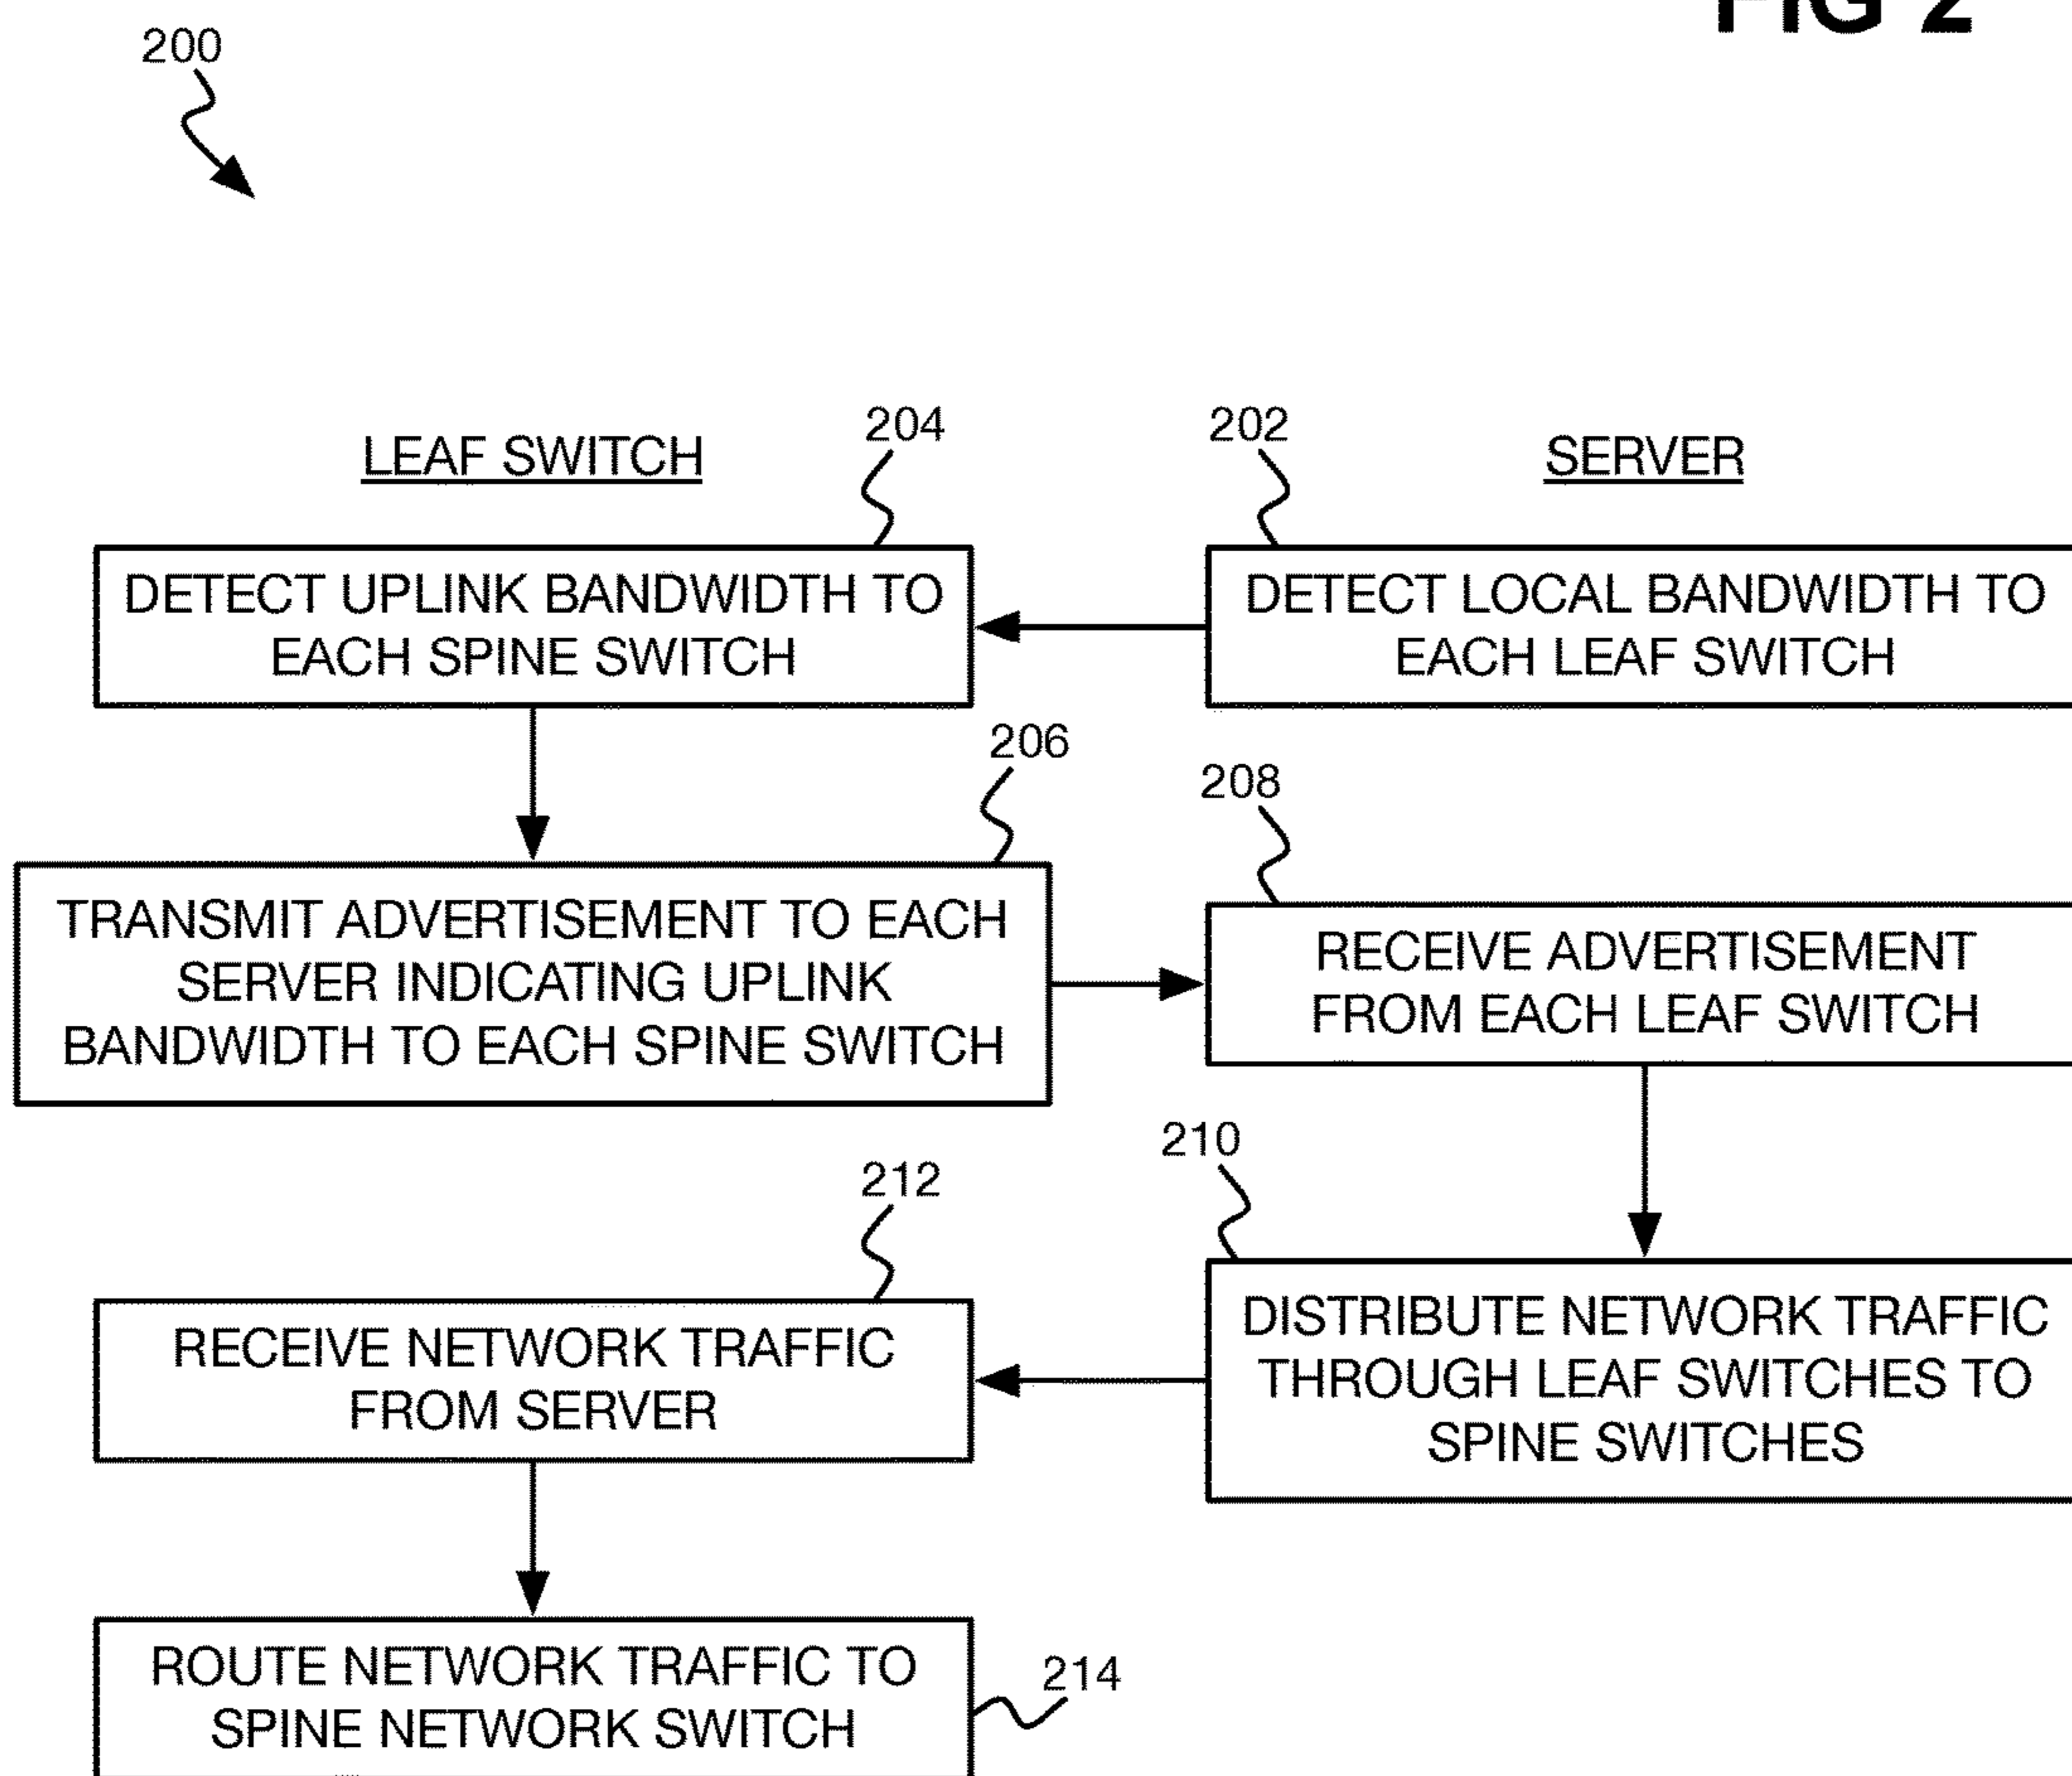 FIG 2
200
LEAF SWITCH
204
202
SERVER
DETECT UPLINK BANDWIDTH TO
EACH SPINE SWITCH
DETECT LOCAL BANDWIDTH TO
EACH LEAF SWITCH
206
208
TRANSMIT ADVERTISEMENT TO EACH
SERVER INDICATING UPLINK
BANDWIDTH TO EACH SPINE SWITCH
RECEIVE ADVERTISEMENT
FROM EACH LEAF SWITCH
210
212
RECEIVE NETWORK TRAFFIC
FROM SERVER
DISTRIBUTE NETWORK TRAFFIC
THROUGH LEAF SWITCHES TO
SPINE SWITCHES
ROUTE NETWORK TRAFFIC TO
SPINE NETWORK SWITCH
214